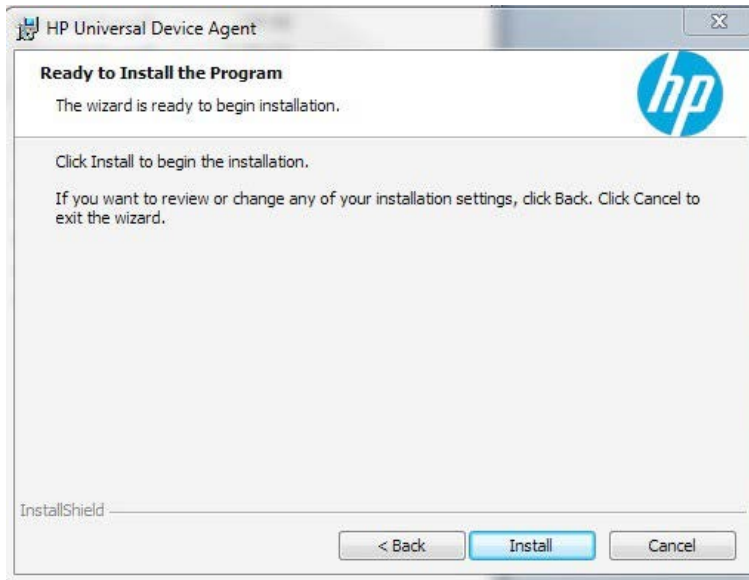 HP Universal Device Agent
Ready to Install the Program
The wizard is ready to begin installation.
hp
Click Install to begin the installation.
If you want to review or change any of your installation settings, click Back. Click Cancel to
exit the wizard.
InstallShield
< Back Install Cancel